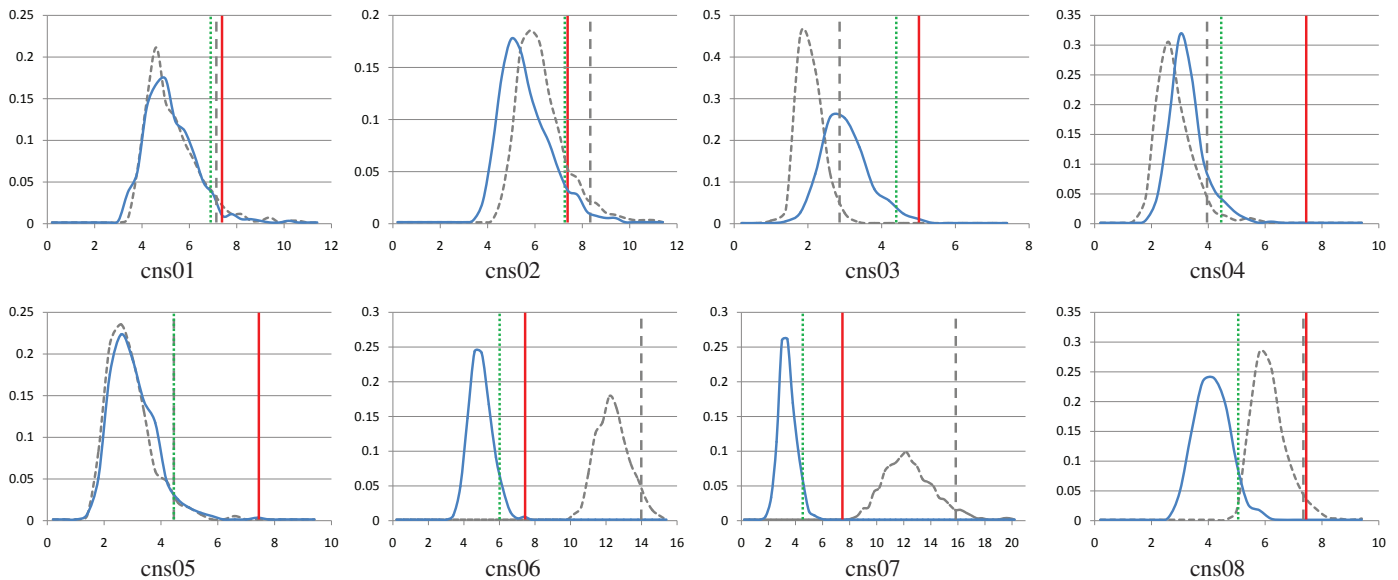 0.25 0.2 0.15 0.1 0.05 0
0 2 4 6 8 10 12
cns01
0.2 0.15 0.1 0.05 0
0 2 4 6 8 10 12
cns02
0.5 0.4 0.3 0.2 0.1 0
0 2 4 6 8
cns03
0.35 0.3 0.25 0.2 0.15 0.1 0.05 0
0 2 4 6 8 10
cns04
0.25 0.2 0.15 0.1 0.05 0
0 2 4 6 8 10
cns05
0.3 0.25 0.2 0.15 0.1 0.05 0
0 2 4 6 8 10 12 14 16
cns06
0.3 0.25 0.2 0.15 0.1 0.05 0
0 2 4 6 8 10 12 14 16 18 20
cns07
0.35 0.3 0.25 0.2 0.15 0.1 0.05 0
0 2 4 6 8 10
cns08